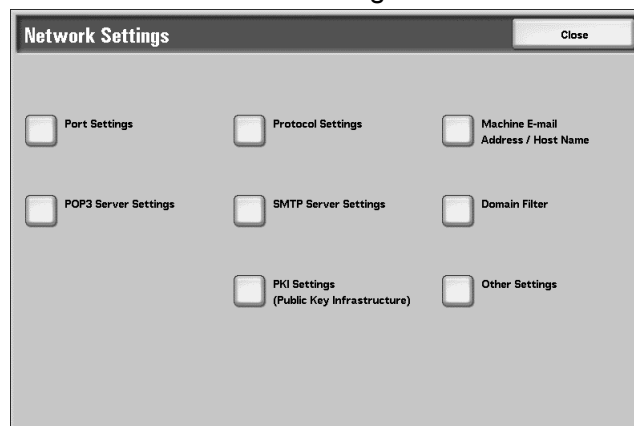 Network Settings
Close
Port Settings
Protocol Settings
Machine E-mail
Address / Host Name
POP3 Server Settings
SMTP Server Settings
Domain Filter
PKI Settings
(Public Key Infrastructure)
Other Settings